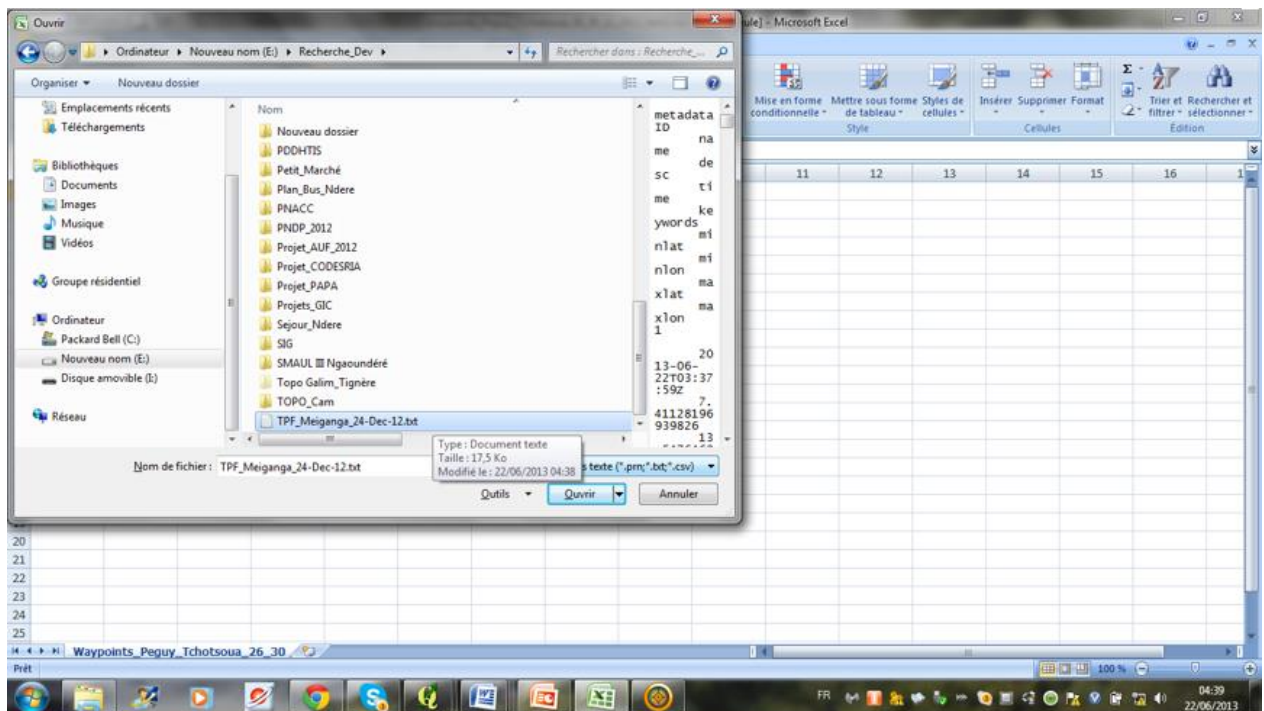 Ouvrir
ule] - Microsoft Excel
Ordinateur Nouveau nom (E:) Recherche_Dev
Rechercher dans : Recherche_...
Organiser Nouveau dossier
Emplacements récents
Téléchargements
Bibliothèques
Documents
Images
Musique
Vidéos
Groupe résidentiel
Ordinateur
Packard Bell (C:)
Nouveau nom (E:)
Disque amovible (I:)
Réseau
Nom
Nouveau dossier
PDDHTIS
Petit_Marché
Plan_Bus_Ndere
PNACC
PNDP_2012
Projet_AUF_2012
Projet_CODESRIA
Projet_PAPA
Projets_GIC
Sejour_Ndere
SIG
SMAUL III Ngaoundéré
Topo Galim_Tignère
TOPO_Cam
TPF_Meiganga_24-Dec-12.txt
metadata
ID
na
me
de
sc
ti
me
ke
ywords
mi
nlat
mi
nlon
ma
xlat
ma
xlon
1
20
13-06-
22T03:37
:59Z
7.
41128196
939826
13
Type : Document texte
Taille : 17,5 Ko
Modifié le : 22/06/2013 04:38
Nom de fichier : TPF_Meiganga_24-Dec-12.txt
s texte (*.prn;*.txt;*.csv)
Outils Ouvrir Annuler
Mise en forme conditionnelle
Mettre sous forme de tableau
Styles de cellules
Style
Insérer Supprimer Format
Cellules
Σ
Trier et filtrer
Rechercher et sélectionner
Édition
11 12 13 14 15 16 1
20
21
22
23
24
25
Waypoints_Peguy_Tchotsoua_26_30
Prêt
100 %
FR
04:39
22/06/2013